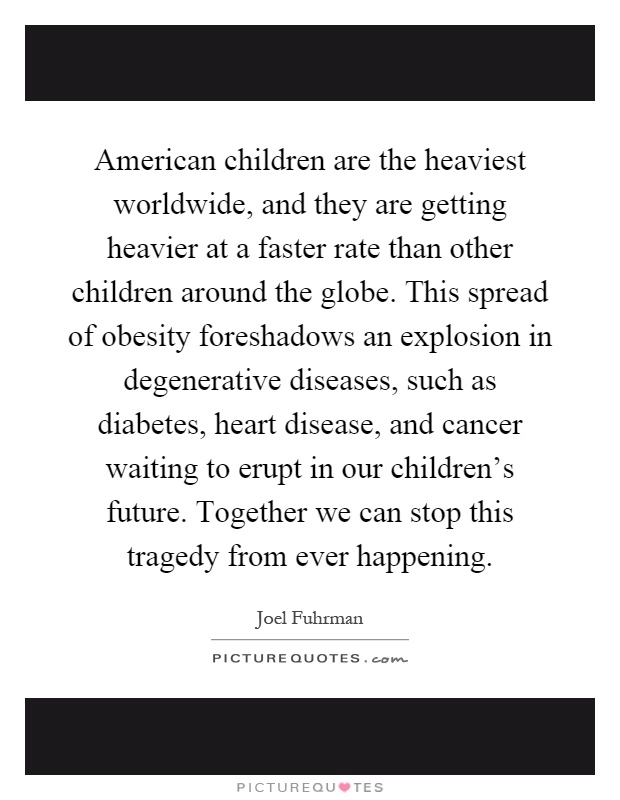 American children are the heaviest
worldwide, and they are getting
heavier at a faster rate than other
children around the globe. This spread
of obesity foreshadows an explosion in
degenerative diseases, such as
diabetes, heart disease, and cancer
waiting to erupt in our children’s
future. Together we can stop this
tragedy from ever happening.
Joel Fuhrman
PICTUREQUOTES.com
PICTUREQUOTES